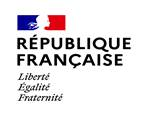 RÉPUBLIQUE
FRANÇAISE
Liberté
Égalité
Fraternité